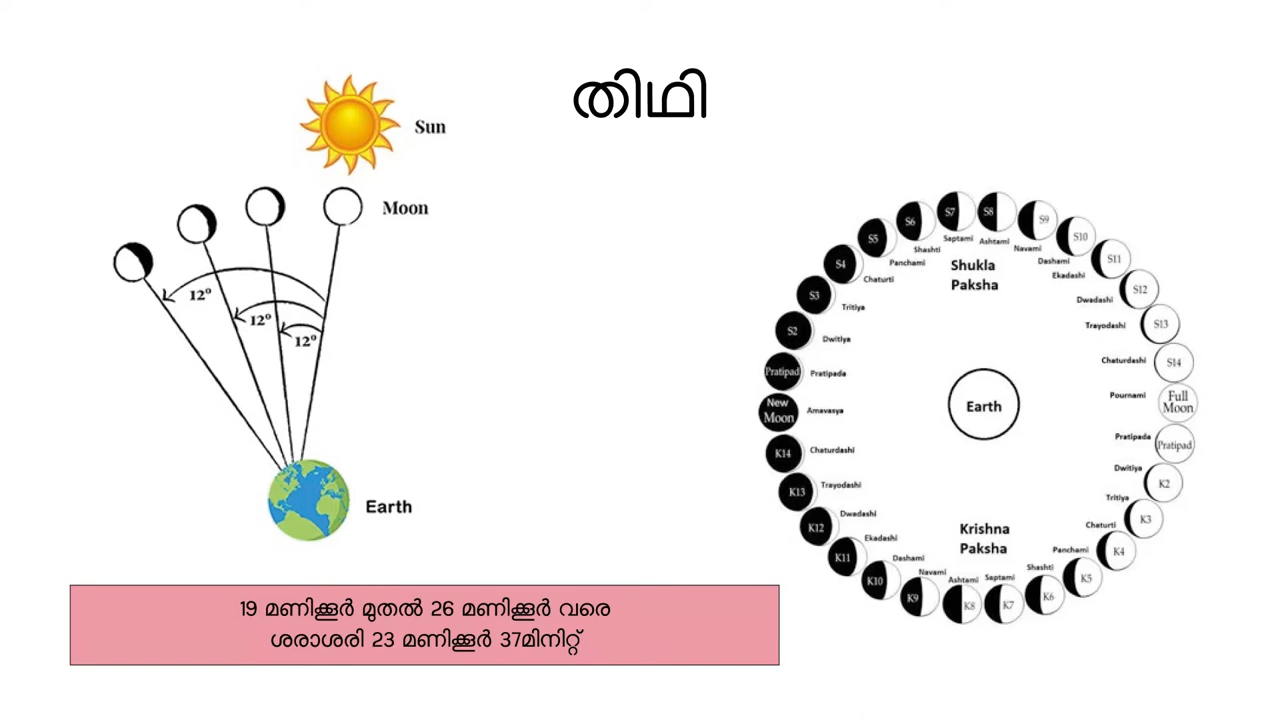 തിഥി
Sun
Moon
12°
12°
12°
Earth
19 മണിക്കൂർ മുതൽ 26 മണിക്കൂർ വരെ
ശരാശരി 23 മണിക്കൂർ 37മിനിറ്റ്
Shukla
Paksha
Earth
Krishna
Paksha
New
Moon
Amavasya
Pratipad
Pratipada
S2
Dwitiya
S3
Tritiya
S4
Chaturti
S5
Panchami
S6
Shashti
S7
Saptami
S8
Ashtami
S9
Navami
S10
Dashami
S11
Ekadashi
S12
Dwadashi
S13
Trayodashi
S14
Chaturdashi
Full
Moon
Pournami
Pratipad
Pratipada
K2
Dwitiya
K3
Tritiya
K4
Chaturti
K5
Panchami
K6
Shashti
K7
Saptami
K8
Ashtami
K9
Navami
K10
Dashami
K11
Ekadashi
K12
Dwadashi
K13
Trayodashi
K14
Chaturdashi